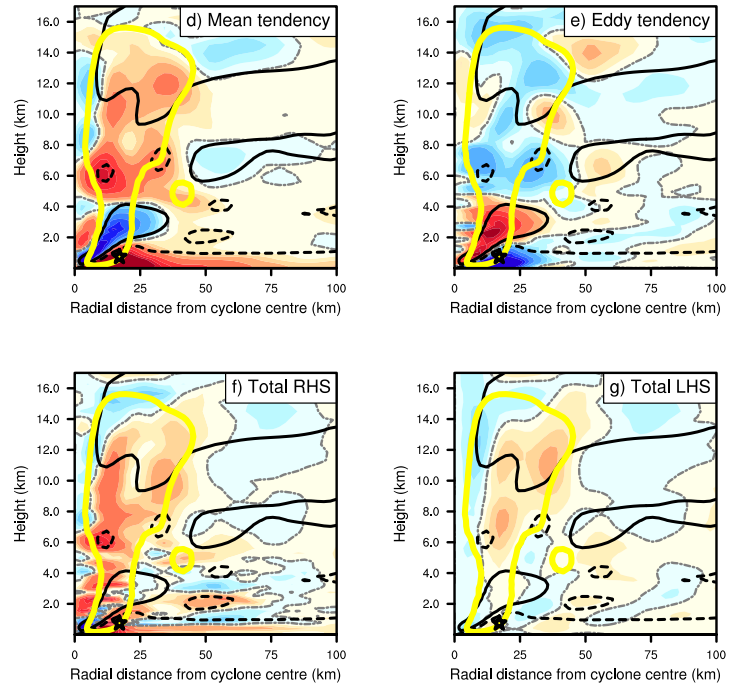 d) Mean tendency
16.0
14.0
12.0
10.0
8.0
6.0
4.0
2.0
Height (km)
0 25 50 75 100
Radial distance from cyclone centre (km)
e) Eddy tendency
16.0
14.0
12.0
10.0
8.0
6.0
4.0
2.0
Height (km)
0 25 50 75 100
Radial distance from cyclone centre (km)
f) Total RHS
16.0
14.0
12.0
10.0
8.0
6.0
4.0
2.0
Height (km)
0 25 50 75 100
Radial distance from cyclone centre (km)
g) Total LHS
16.0
14.0
12.0
10.0
8.0
6.0
4.0
2.0
Height (km)
0 25 50 75 100
Radial distance from cyclone centre (km)